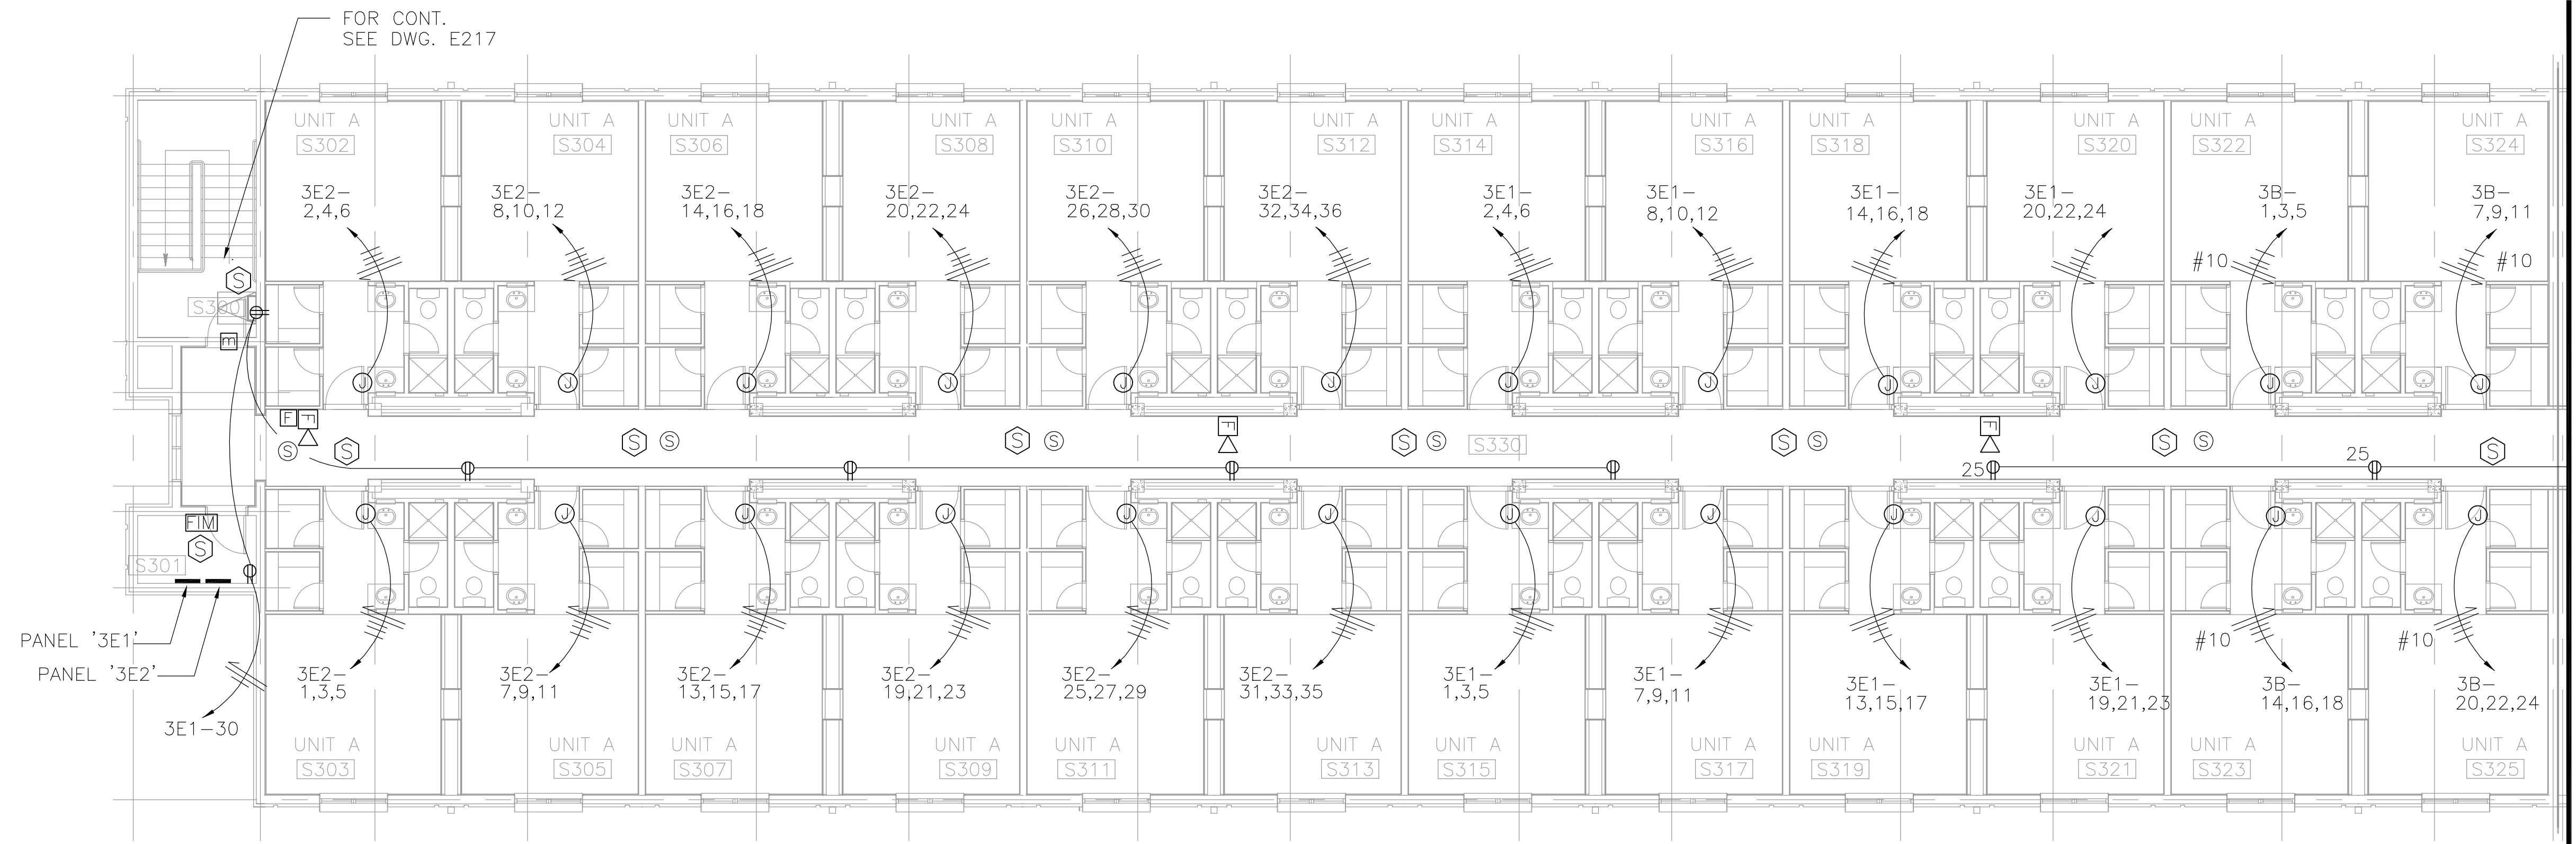 FOR CONT.
SEE DWG. E217
UNIT A
S302
UNIT A
S304
UNIT A
S306
UNIT A
S308
UNIT A
S310
UNIT A
S312
UNIT A
S314
UNIT A
S316
UNIT A
S318
UNIT A
S320
UNIT A
S322
UNIT A
S324
3E2-
2,4,6
3E2-
8,10,12
3E2-
14,16,18
3E2-
20,22,24
3E2-
26,28,30
3E2-
32,34,36
3E1-
2,4,6
3E1-
8,10,12
3E1-
14,16,18
3E1-
20,22,24
3B-
1,3,5
3B-
7,9,11
#10
#10
S
S300
m
J
J
J
J
J
J
J
J
J
J
J
J
F
F
F
F
S
S
S
S
S
S
S
S
S
S
S
S
S
S330
25
25
J
J
J
J
J
J
J
J
J
J
J
J
FIM
S
S301
PANEL '3E1'
PANEL '3E2'
3E1-30
#10
#10
3E2-
1,3,5
3E2-
7,9,11
3E2-
13,15,17
3E2-
19,21,23
3E2-
25,27,29
3E2-
31,33,35
3E1-
1,3,5
3E1-
7,9,11
3E1-
13,15,17
3E1-
19,21,23
3B-
14,16,18
3B-
20,22,24
UNIT A
S303
UNIT A
S305
UNIT A
S307
UNIT A
S309
UNIT A
S311
UNIT A
S313
UNIT A
S315
UNIT A
S317
UNIT A
S319
UNIT A
S321
UNIT A
S323
UNIT A
S325